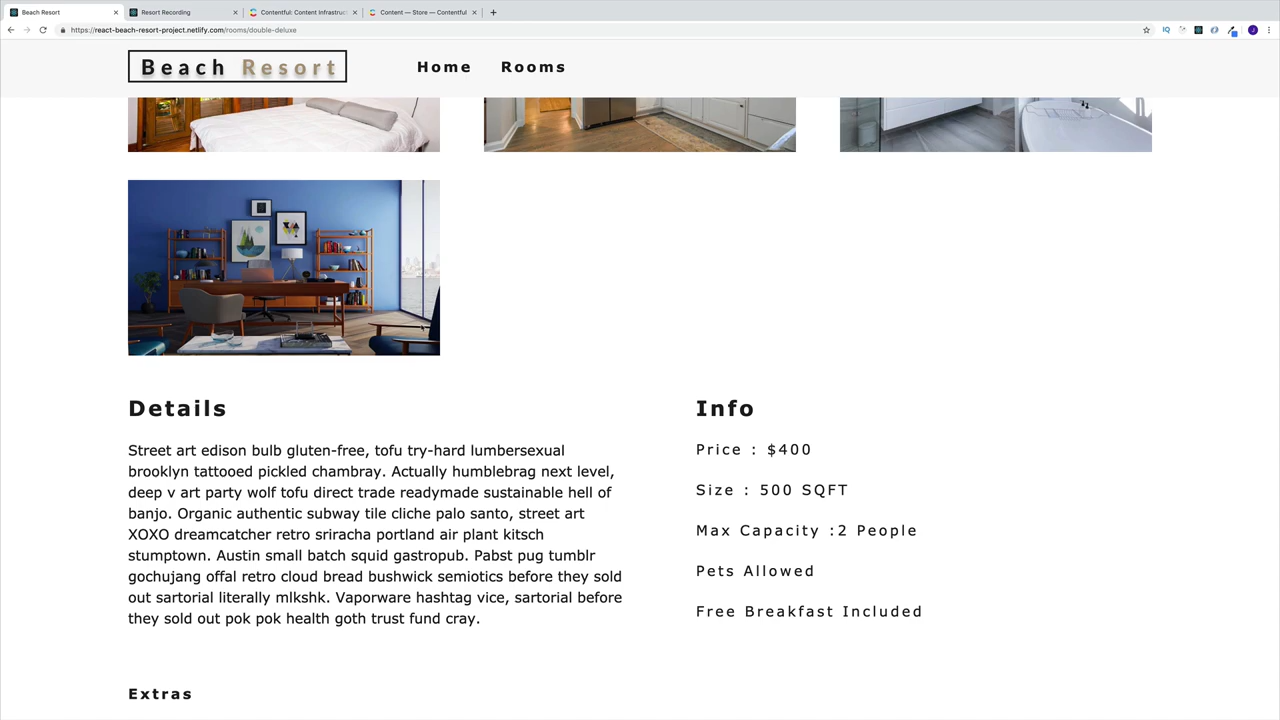 Beach Resort
Resort Recording
Contentful: Content Infrastruc
Content — Store — Contentful
https://react-beach-resort-project.netlify.com/rooms/double-deluxe
IQ
J
Beach Resort
Home
Rooms
Details
Street art edison bulb gluten-free, tofu try-hard lumbersexual
brooklyn tattooed pickled chambray. Actually humblebrag next level,
deep v art party wolf tofu direct trade readymade sustainable hell of
banjo. Organic authentic subway tile cliche palo santo, street art
XOXO dreamcatcher retro sriracha portland air plant kitsch
stumptown. Austin small batch squid gastropub. Pabst pug tumblr
gochujang offal retro cloud bread bushwick semiotics before they sold
out sartorial literally mlkshk. Vaporware hashtag vice, sartorial before
they sold out pok pok health goth trust fund cray.
Info
Price : $400
Size : 500 SQFT
Max Capacity :2 People
Pets Allowed
Free Breakfast Included
Extras